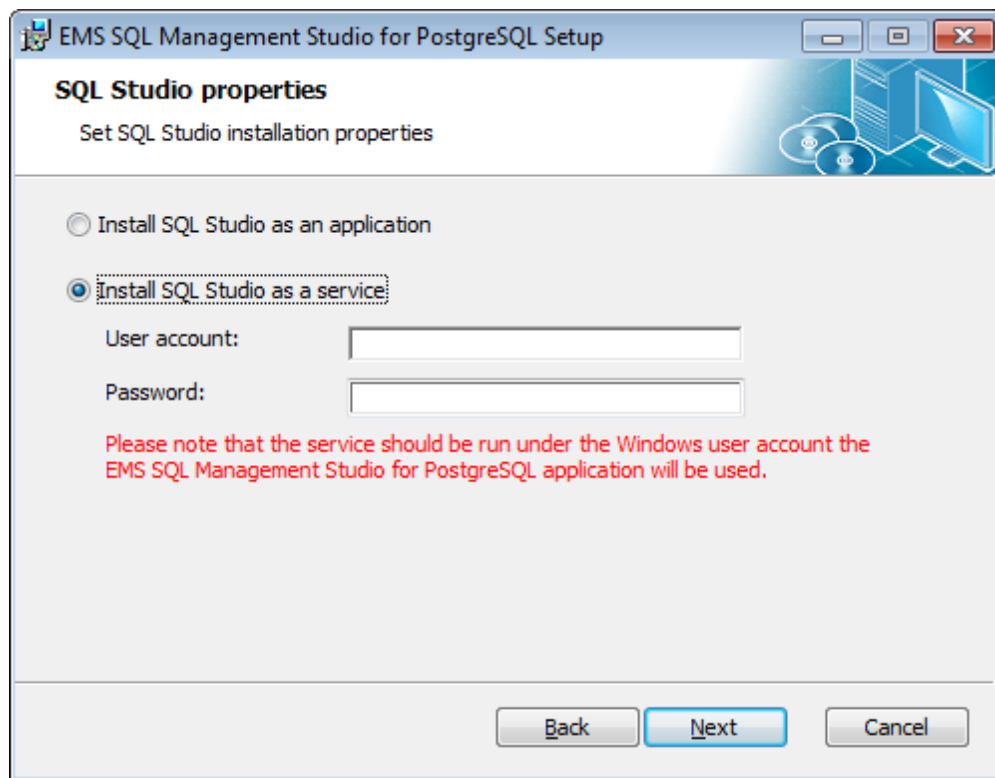 EMS SQL Management Studio for PostgreSQL Setup
SQL Studio properties
Set SQL Studio installation properties
Install SQL Studio as an application
Install SQL Studio as a service
User account:
Password:
Please note that the service should be run under the Windows user account the
EMS SQL Management Studio for PostgreSQL application will be used.
Back Next Cancel